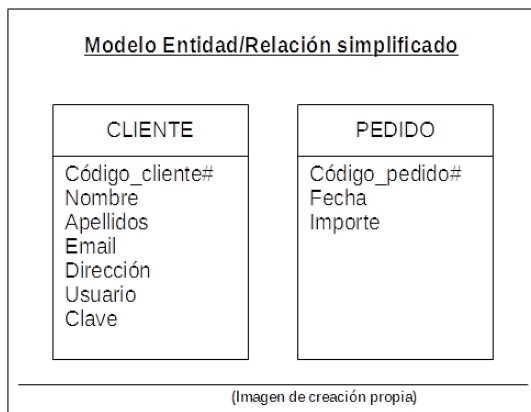 Modelo Entidad/Relación simplificado
CLIENTE
Código_cliente#
Nombre
Apellidos
Email
Dirección
Usuario
Clave
PEDIDO
Código_pedido#
Fecha
Importe
(Imagen de creación propia)